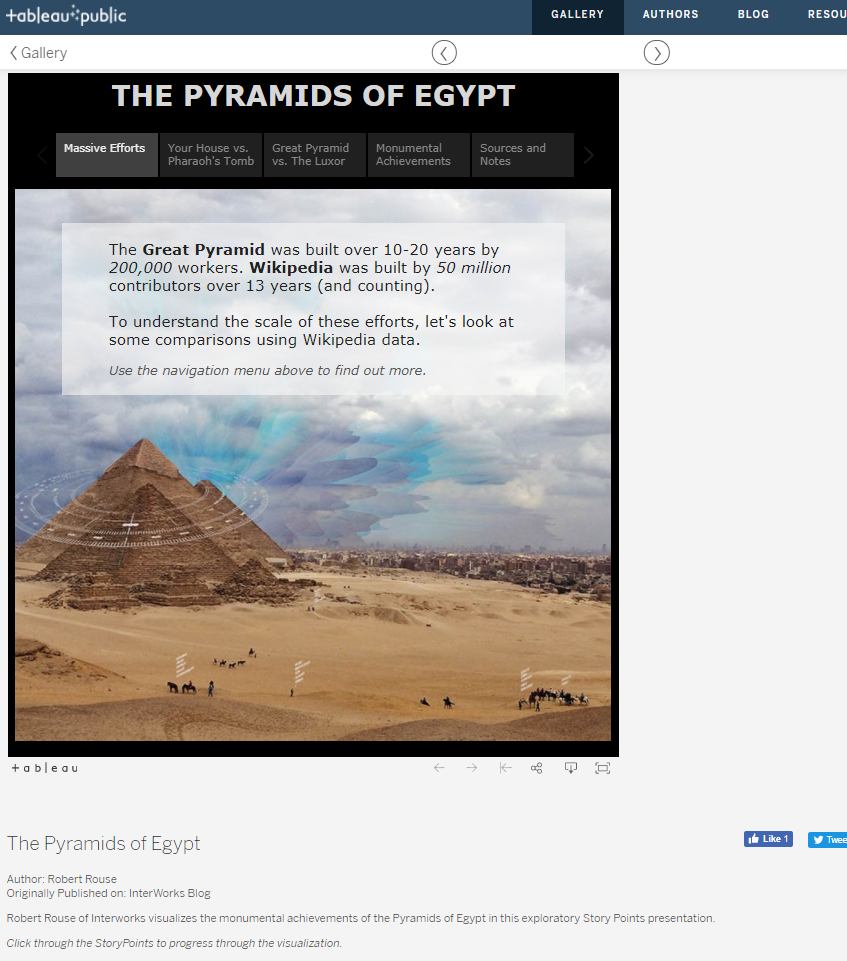 +ableau public
GALLERY
AUTHORS
BLOG
RESOU
Gallery
THE PYRAMIDS OF EGYPT
Massive Efforts
Your House vs.
Pharaoh's Tomb
Great Pyramid
vs. The Luxor
Monumental
Achievements
Sources and
Notes
The Great Pyramid was built over 10-20 years by
200,000 workers. Wikipedia was built by 50 million
contributors over 13 years (and counting).
To understand the scale of these efforts, let's look at
some comparisons using Wikipedia data.
Use the navigation menu above to find out more.
+ableau
The Pyramids of Egypt
Like 1
Twee
Author: Robert Rouse
Originally Published on: InterWorks Blog
Robert Rouse of Interworks visualizes the monumental achievements of the Pyramids of Egypt in this exploratory Story Points presentation.
Click through the StoryPoints to progress through the visualization.